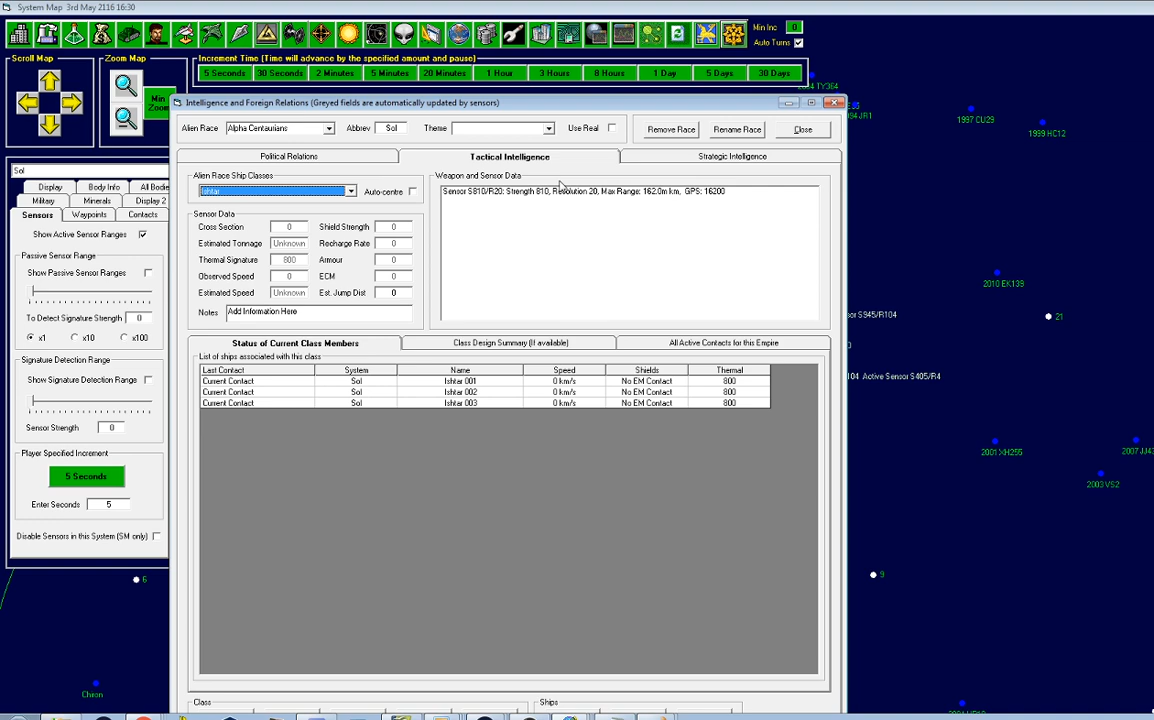 System Map 3rd May 2116 16:30
Min Inc 0
Auto Turns
Scroll Map
Zoom Map
Min Zoom
Increment Time (Time will advance by the specified amount and pause)
5 Seconds 30 Seconds 2 Minutes 5 Minutes 20 Minutes 1 Hour 3 Hours 8 Hours 1 Day 5 Days 30 Days
Intelligence and Foreign Relations (Greyed fields are automatically updated by sensors)
Alien Race Alpha Centaurians Abbrev Sol Theme Use Real Remove Race Rename Race Close
Political Relations Tactical Intelligence Strategic Intelligence
Alien Race Ship Classes
Ishtar Auto-centre
Sensor Data
Cross Section 0 Shield Strength 0
Estimated Tonnage Unknown Recharge Rate 0
Thermal Signature 800 Armour 0
Observed Speed 0 ECM 0
Estimated Speed Unknown Est. Jump Dist 0
Notes Add Information Here
Weapon and Sensor Data
Sensor S810/R20: Strength 810, Resolution 20, Max Range: 162.0m km, GPS: 16200
Status of Current Class Members Class Design Summary (If available) All Active Contacts for this Empire
List of ships associated with this class
Last Contact System Name Speed Shields Thermal
Current Contact Sol Ishtar 001 0 km/s No EM Contact 800
Current Contact Sol Ishtar 002 0 km/s No EM Contact 800
Current Contact Sol Ishtar 003 0 km/s No EM Contact 800
Class
Ships
Sol
Display Body Info All Bodies
Military Minerals Display 2
Sensors Waypoints Contacts
Show Active Sensor Ranges
Passive Sensor Range
Show Passive Sensor Ranges
To Detect Signature Strength 0
x1 x10 x100
Signature Detection Range
Show Signature Detection Range
Sensor Strength 0
Player Specified Increment
5 Seconds
Enter Seconds 5
Disable Sensors in this System (SM only)
6
Chiron
TY364
JR1
1997 CU29
1999 HC12
2010 EK139
21
S945/R104
104 Active Sensor S405/R4
2001 XH255
2003 VS2
9